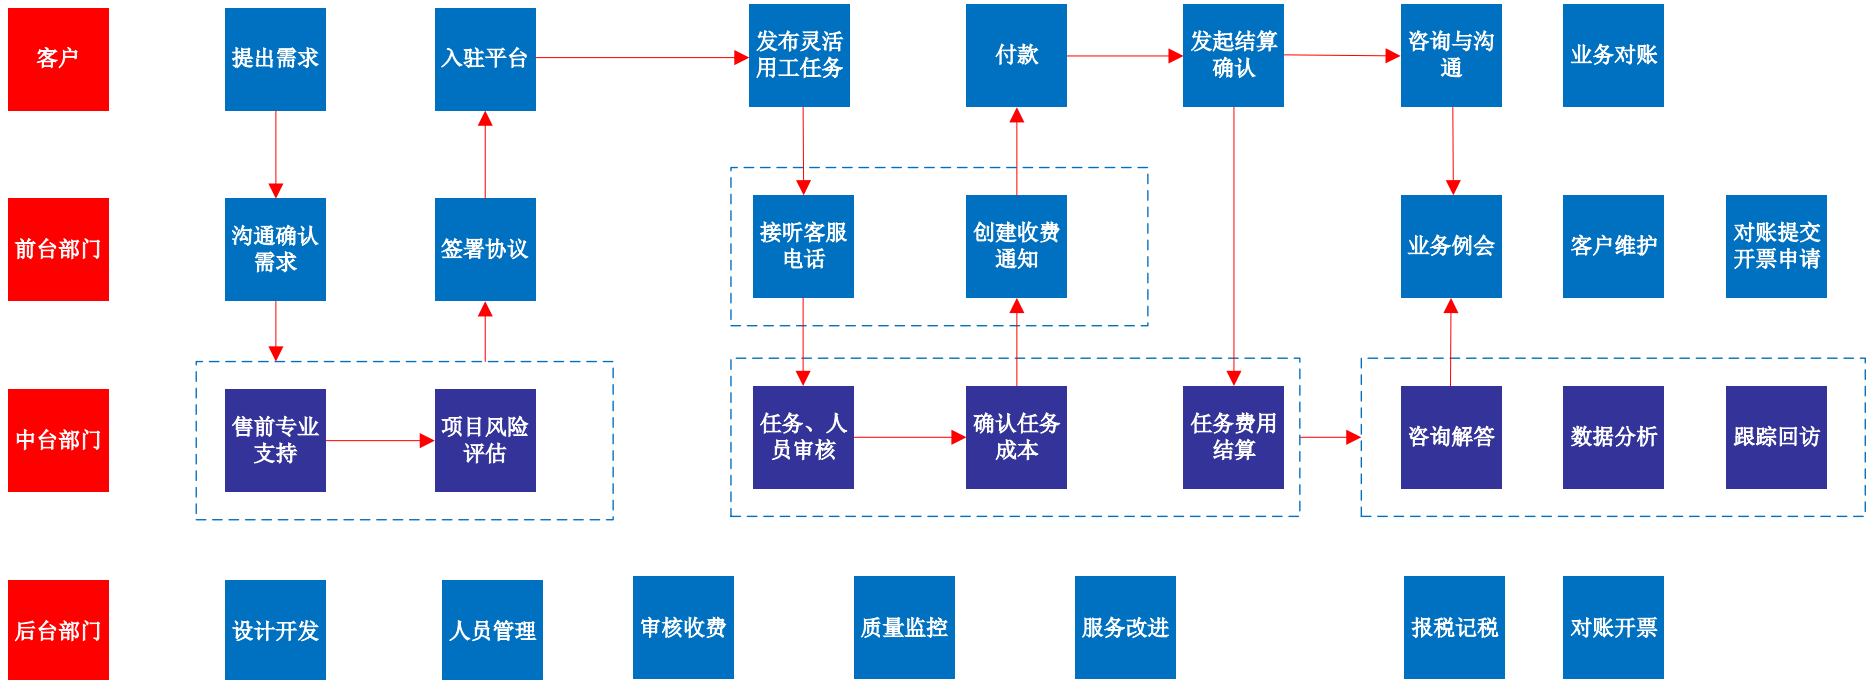 客户
提出需求
入驻平台
发布灵活
用工任务
付款
发起结算
确认
咨询与沟
通
业务对账
前台部门
沟通确认
需求
签署协议
接听客服
电话
创建收费
通知
业务例会
客户维护
对账提交
开票申请
中台部门
售前专业
支持
项目风险
评估
任务、人
员审核
确认任务
成本
任务费用
结算
咨询解答
数据分析
跟踪回访
后台部门
设计开发
人员管理
审核收费
质量监控
服务改进
报税记税
对账开票